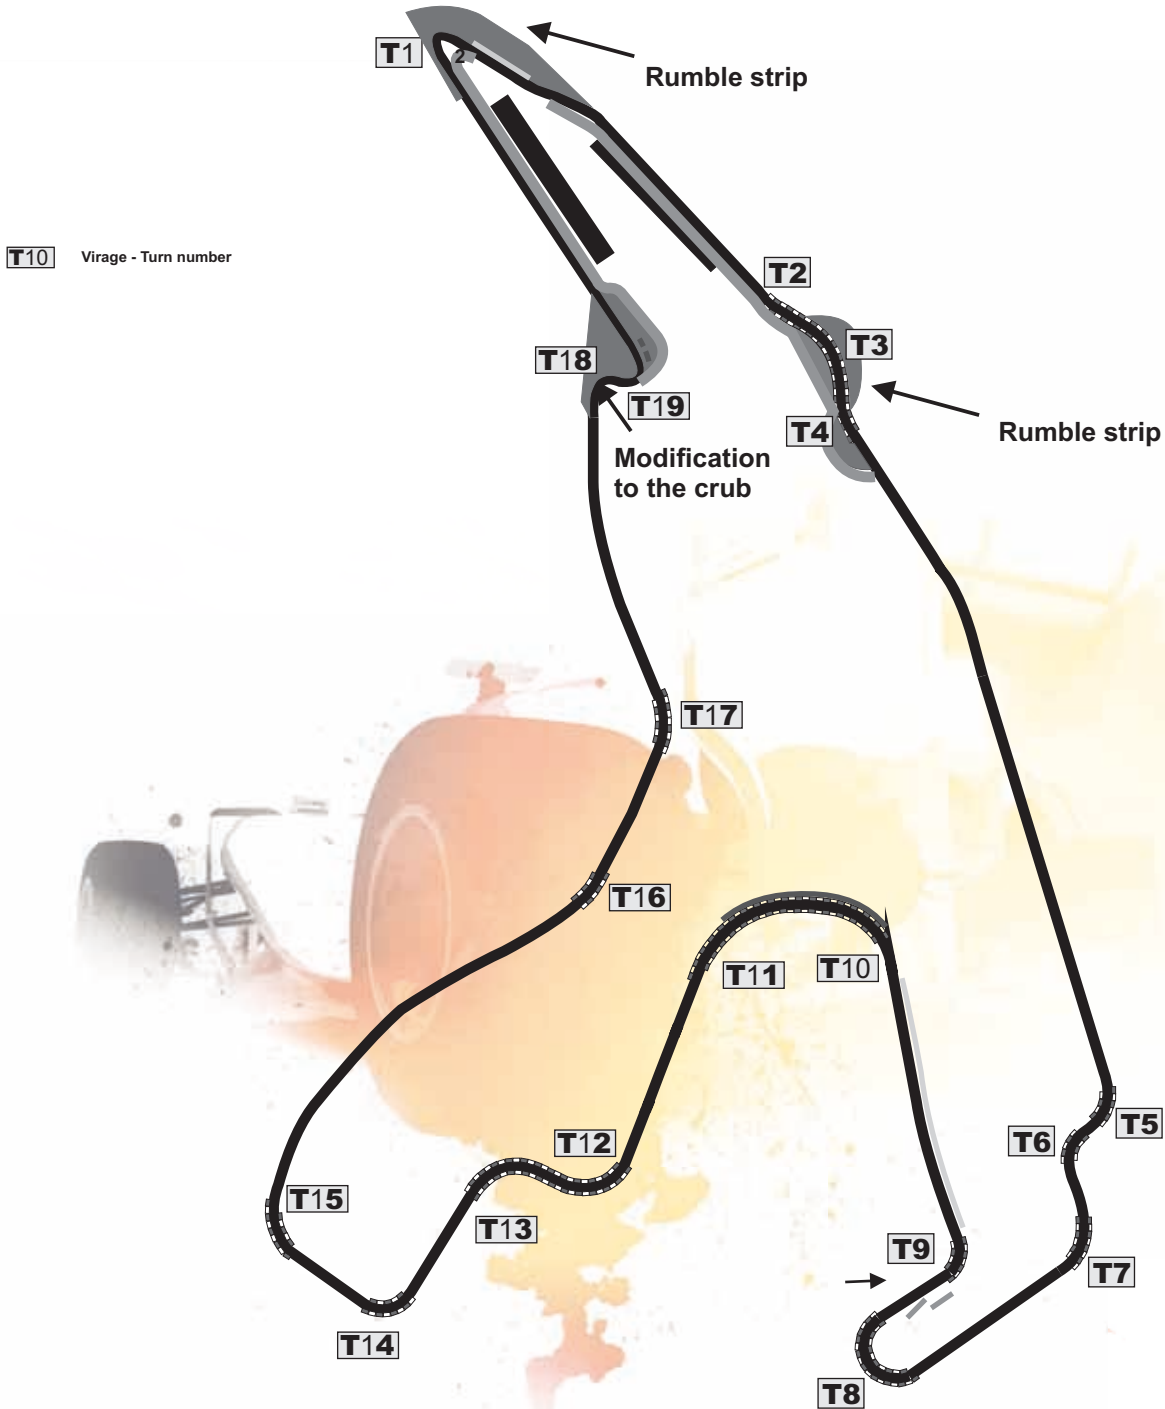 T1
2
Rumble strip
T10 Virage - Turn number
T2
T3
T18
T19
T4
Rumble strip
Modification
to the crub
T17
T16
T11
T10
T5
T6
T12
T15
T13
T9
T7
T14
T8